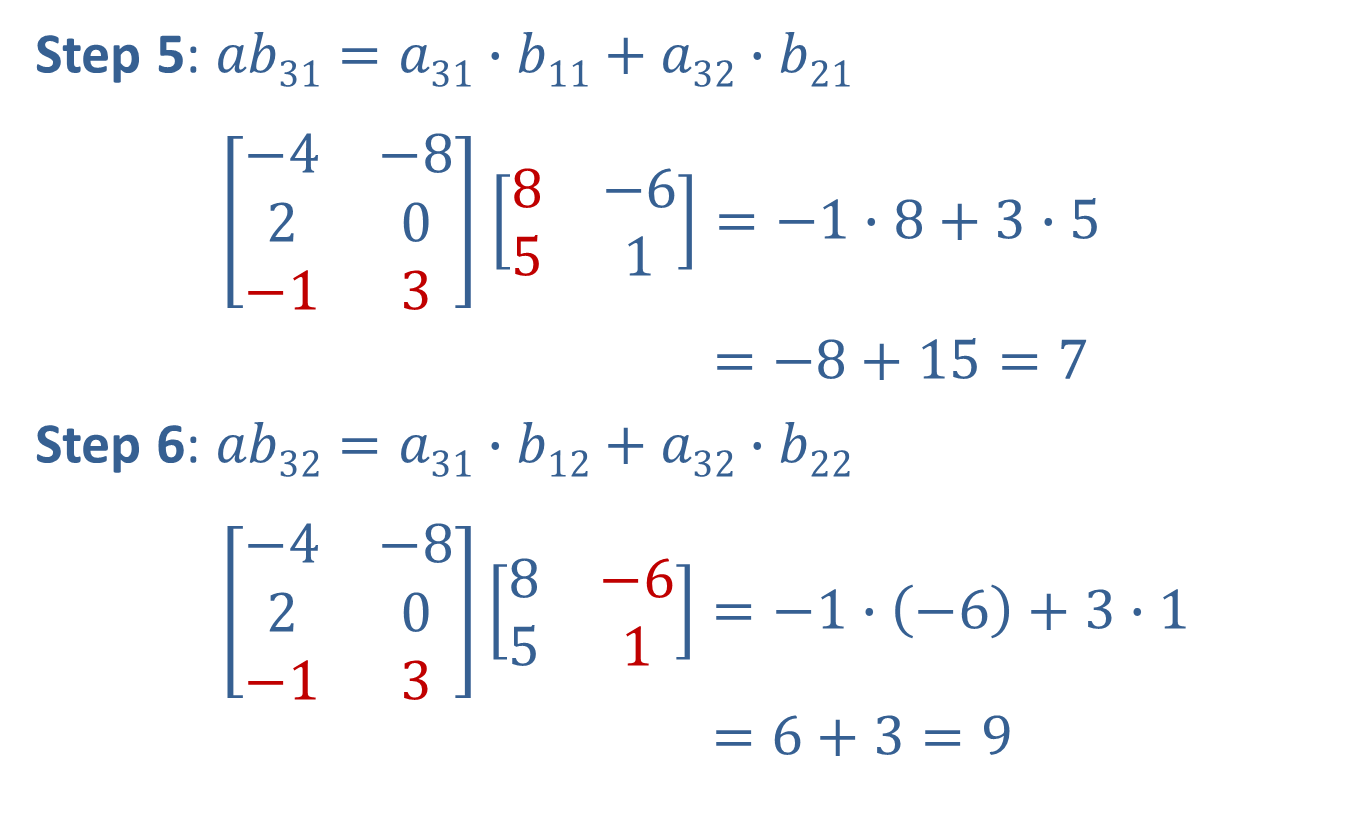 Step 5: ab₃₁ = a₃₁ · b₁₁ + a₃₂ · b₂₁
[−4 −8; 2 0; −1 3] [8 −6; 5 1] = −1 · 8 + 3 · 5
= −8 + 15 = 7
Step 6: ab₃₂ = a₃₁ · b₁₂ + a₃₂ · b₂₂
[−4 −8; 2 0; −1 3] [8 −6; 5 1] = −1 · (−6) + 3 · 1
= 6 + 3 = 9